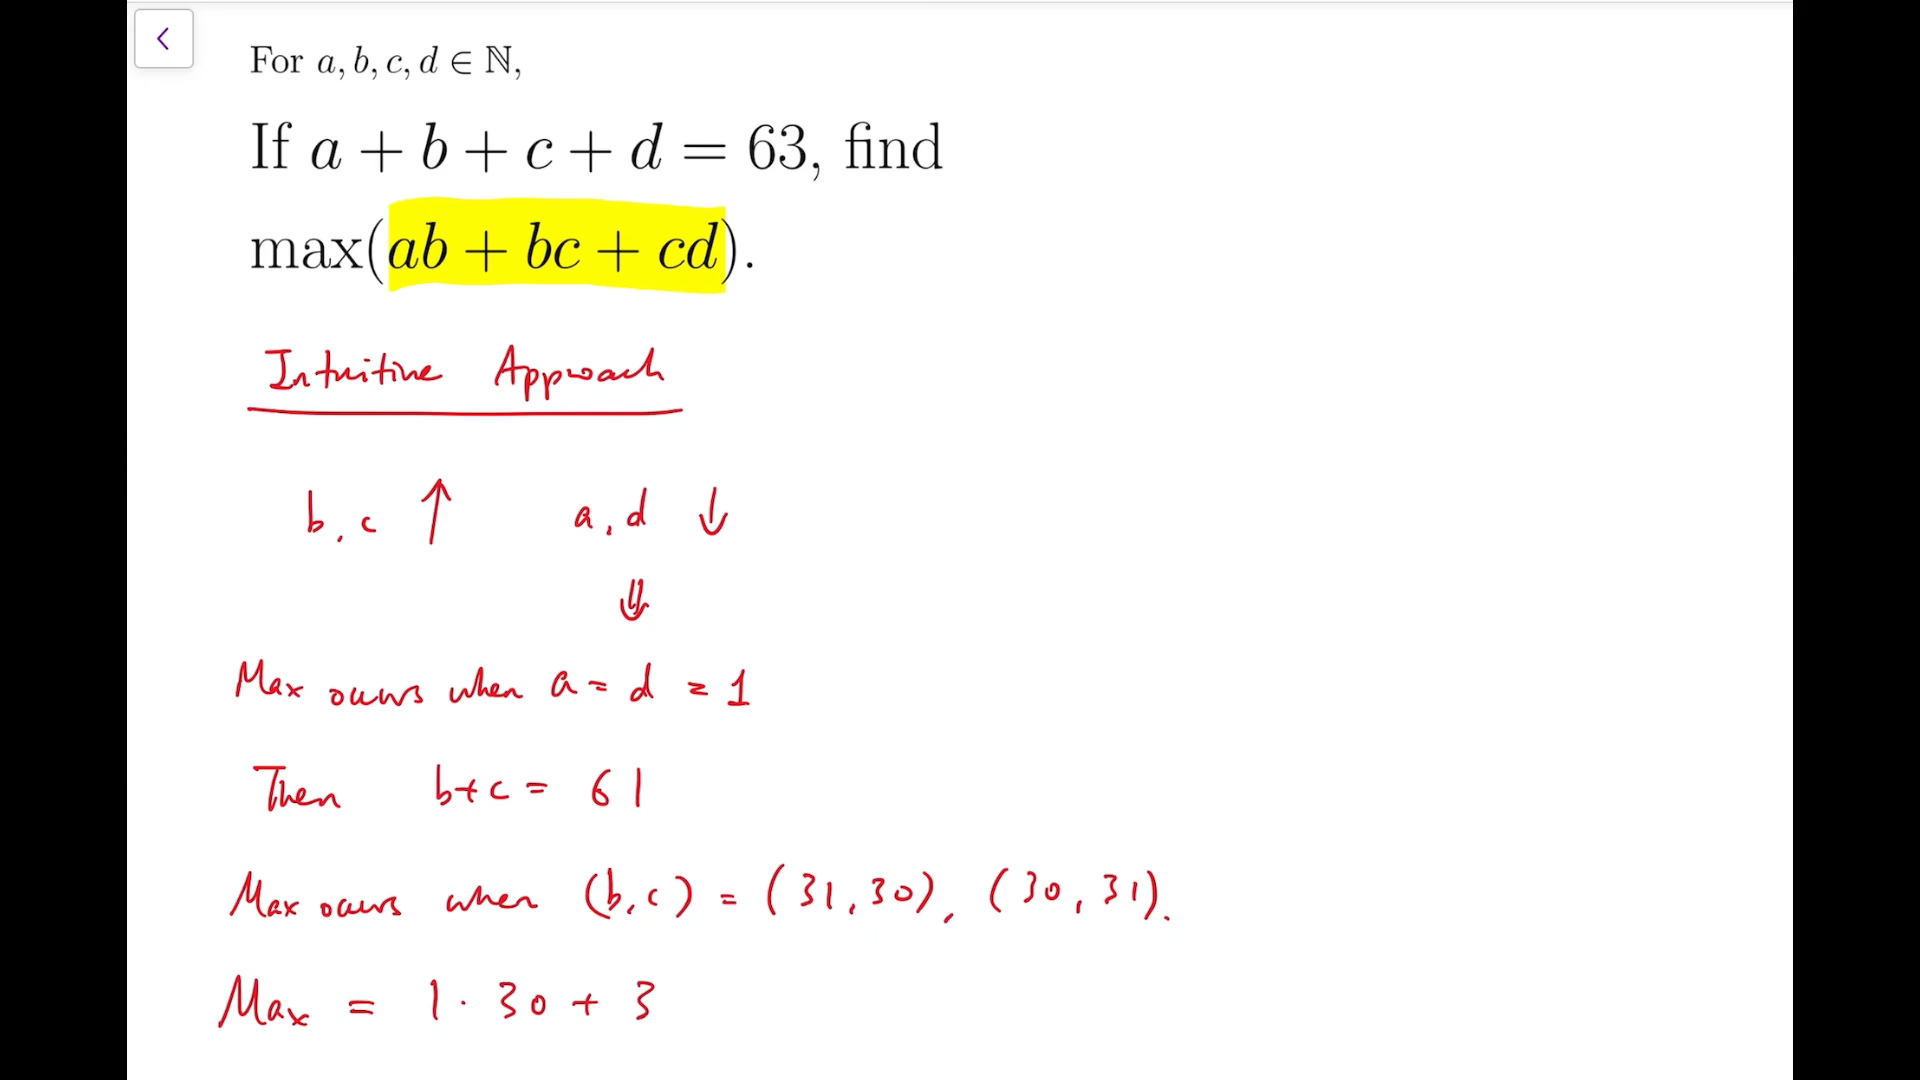 For a, b, c, d ∈ ℕ,
If a + b + c + d = 63, find
max(ab + bc + cd).
Intuitive Approach
b, c ↑ a, d ↓
⇓
Max occurs when a = d = 1
Then b+c = 61
Max occurs when (b,c) = (31,30), (30,31).
Max = 1·30 + 3